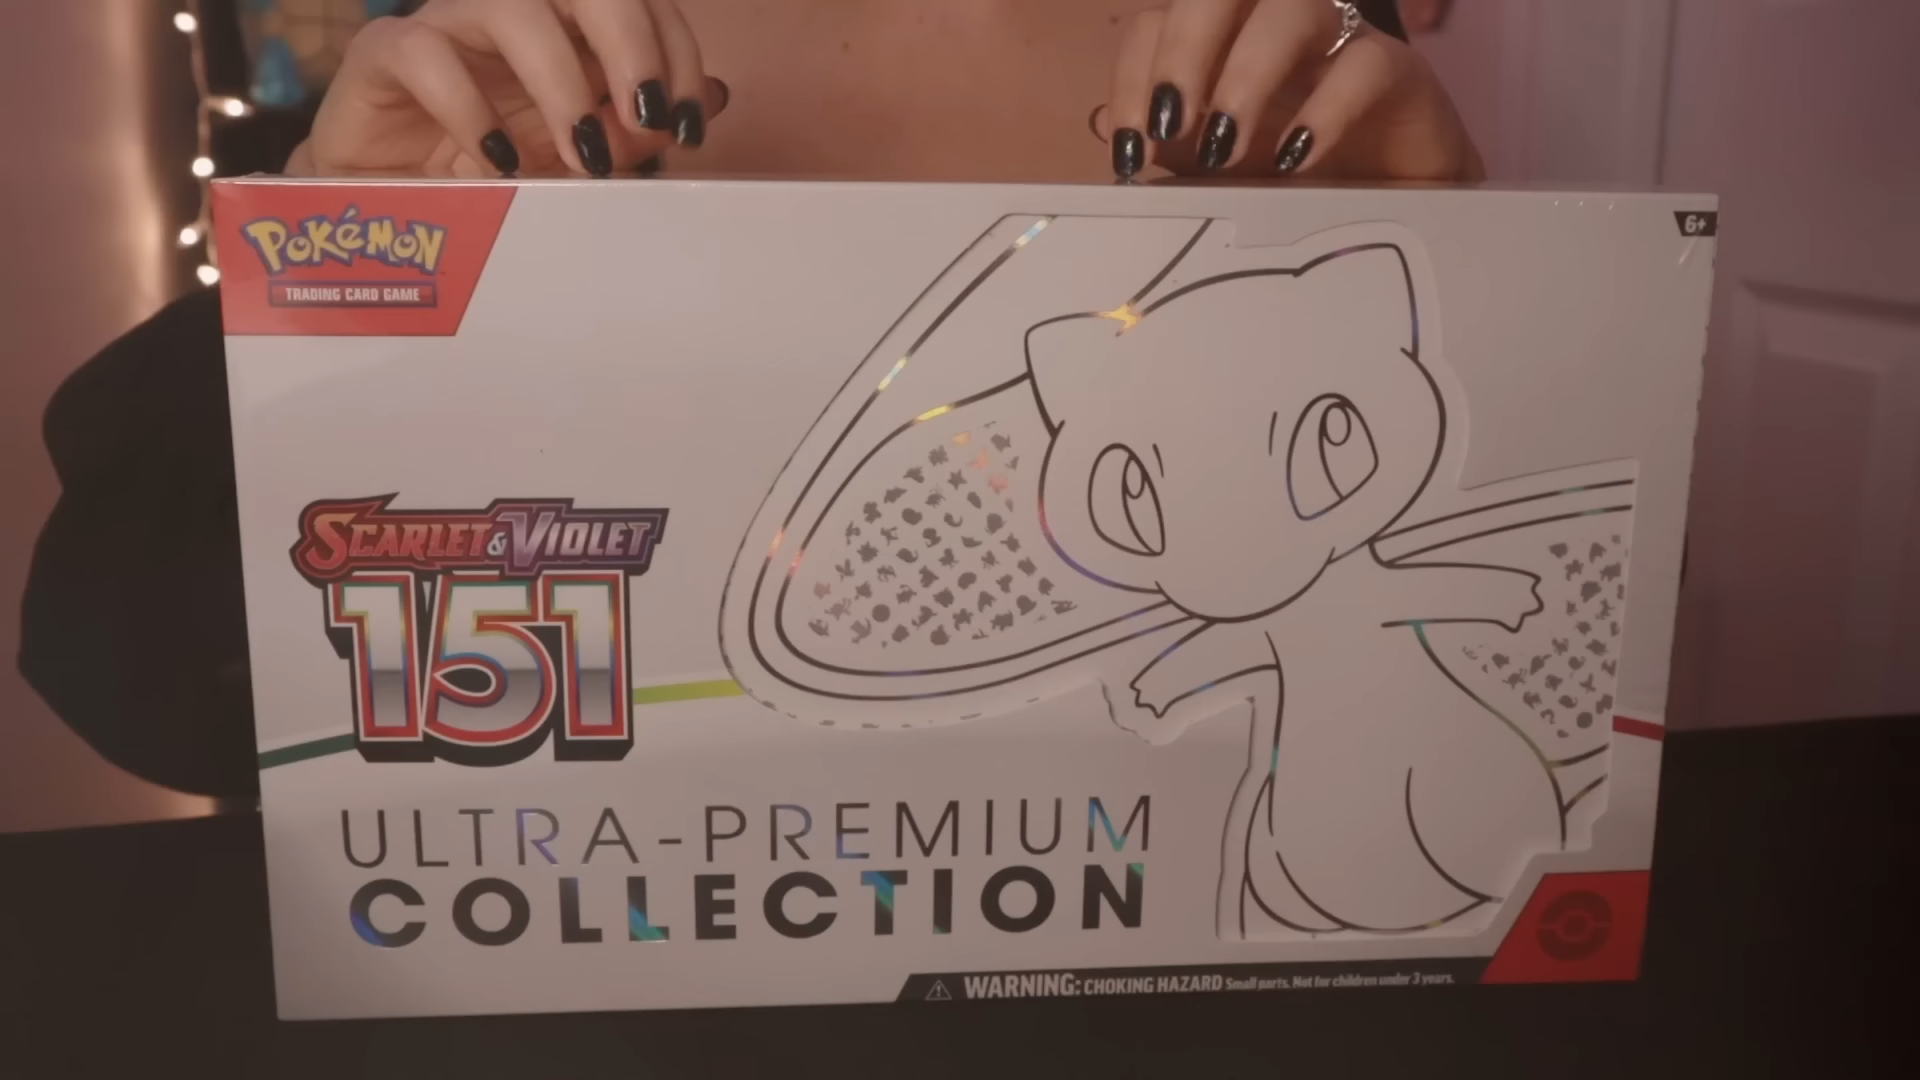 POKéMON
TRADING CARD GAME
6+
SCARLET & VIOLET
151
ULTRA-PREMIUM
COLLECTION
WARNING: CHOKING HAZARD Small parts. Not for children under 3 years.